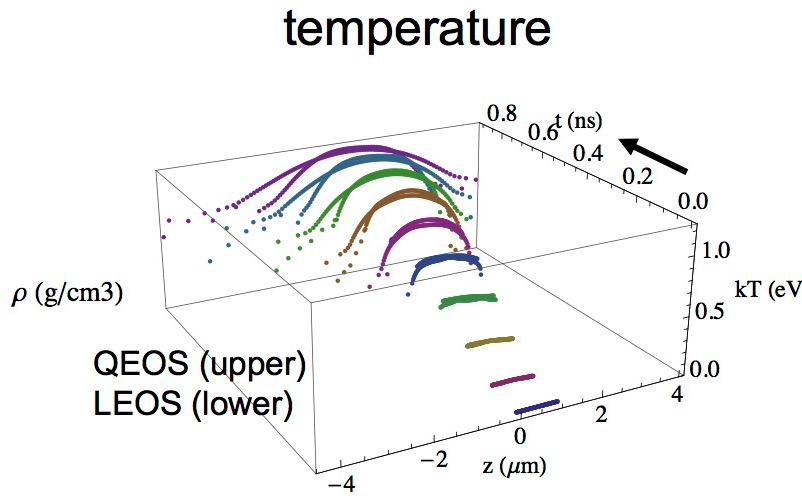 temperature
0.8
0.6
t (ns)
0.4
0.2
0.0
1.0
kT (eV
0.5
0.0
ρ (g/cm3)
QEOS (upper)
LEOS (lower)
4
2
0
−2
−4
z (μm)